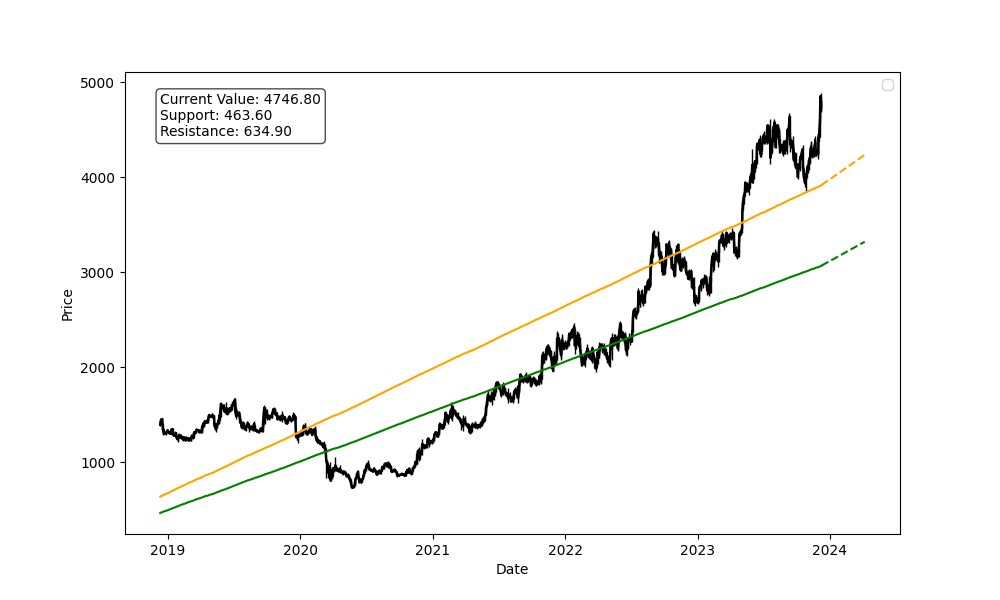 Current Value: 4746.80
Support: 463.60
Resistance: 634.90
5000
4000
3000
2000
1000
Price
2019 2020 2021 2022 2023 2024
Date